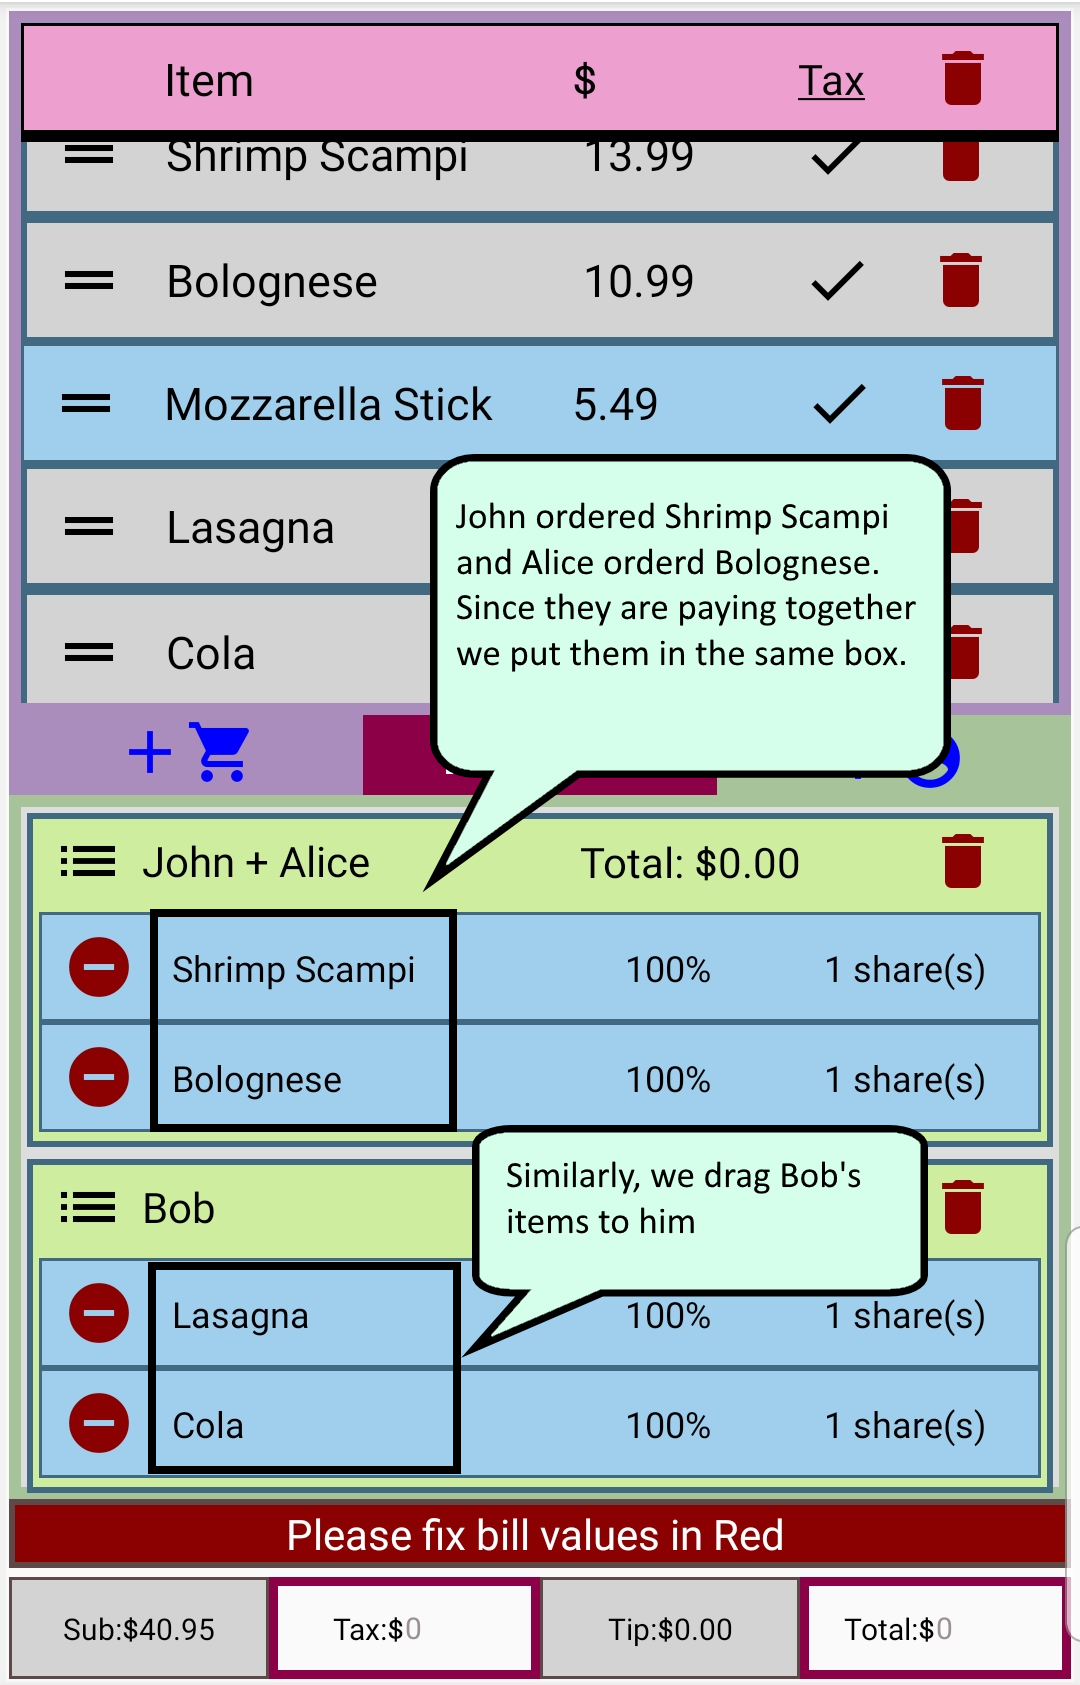 Item $ Tax
Shrimp Scampi 13.99
Bolognese 10.99
Mozzarella Stick 5.49
Lasagna
Cola
John ordered Shrimp Scampi
and Alice orderd Bolognese.
Since they are paying together
we put them in the same box.
John + Alice Total: $0.00
Shrimp Scampi 100% 1 share(s)
Bolognese 100% 1 share(s)
Similarly, we drag Bob's
items to him
Bob
Lasagna 100% 1 share(s)
Cola 100% 1 share(s)
Please fix bill values in Red
Sub:$40.95 Tax:$0 Tip:$0.00 Total:$0